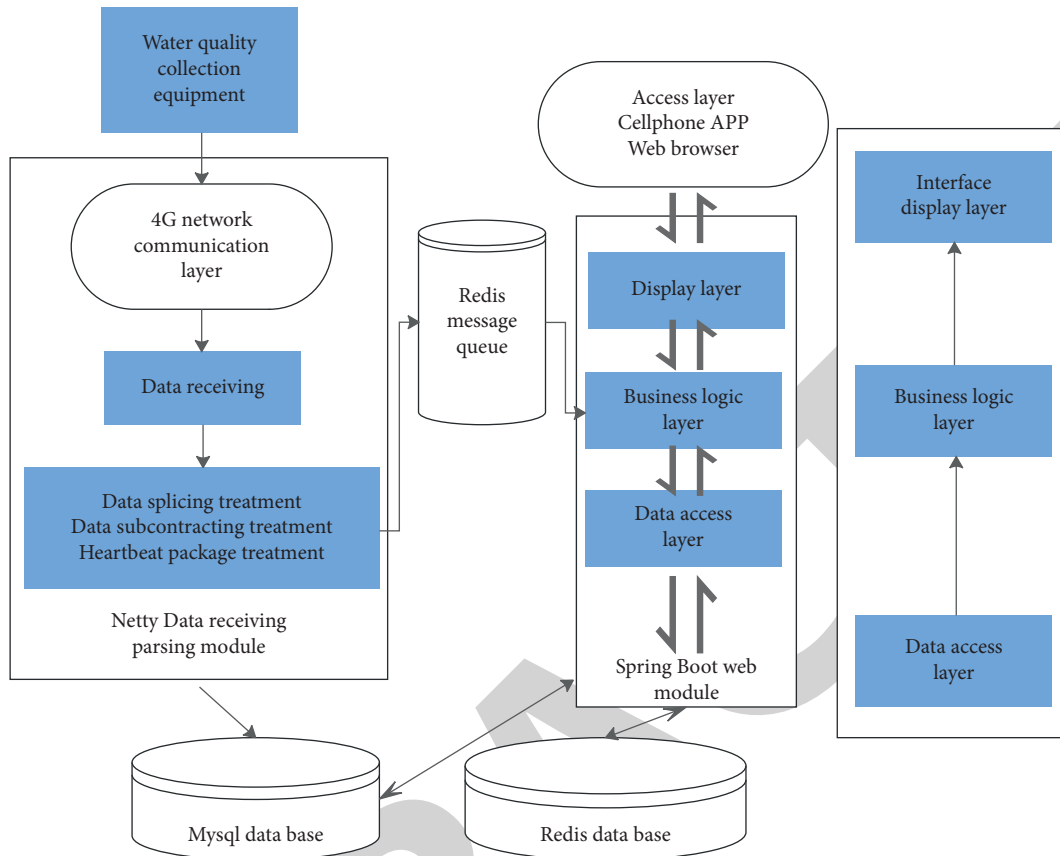 Water quality
collection
equipment
4G network
communication
layer
Data receiving
Data splicing treatment
Data subcontracting treatment
Heartbeat package treatment
Netty Data receiving
parsing module
Redis
message
queue
Access layer
Cellphone APP
Web browser
Display layer
Business logic
layer
Data access
layer
Spring Boot web
module
Interface
display layer
Business logic
layer
Data access
layer
Mysql data base
Redis data base